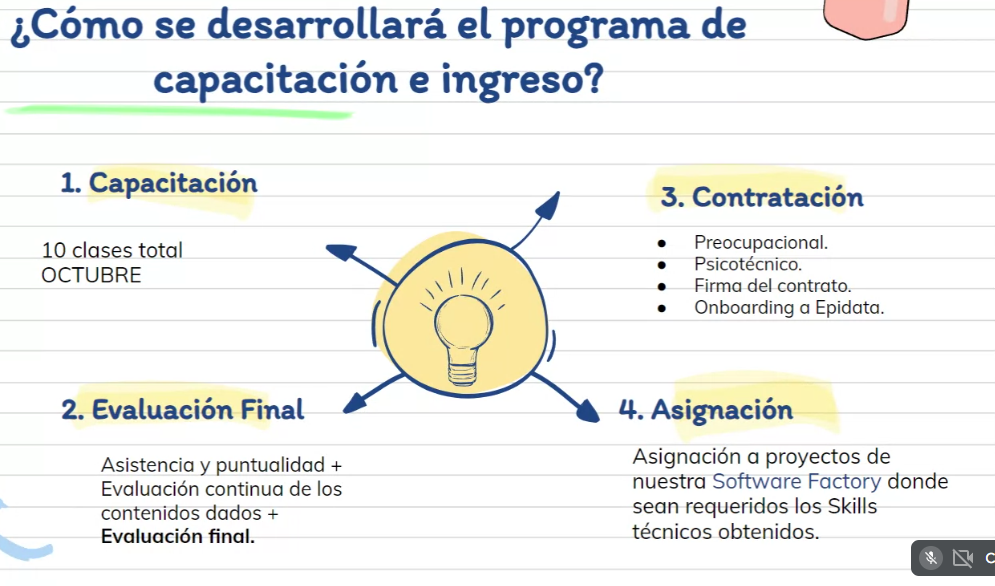 ¿Cómo se desarrollará el programa de
capacitación e ingreso?
1. Capacitación
10 clases total
OCTUBRE
2. Evaluación Final
Asistencia y puntualidad +
Evaluación continua de los
contenidos dados +
Evaluación final.
3. Contratación
● Preocupacional.
● Psicotécnico.
● Firma del contrato.
● Onboarding a Epidata.
4. Asignación
Asignación a proyectos de
nuestra Software Factory donde
sean requeridos los Skills
técnicos obtenidos.